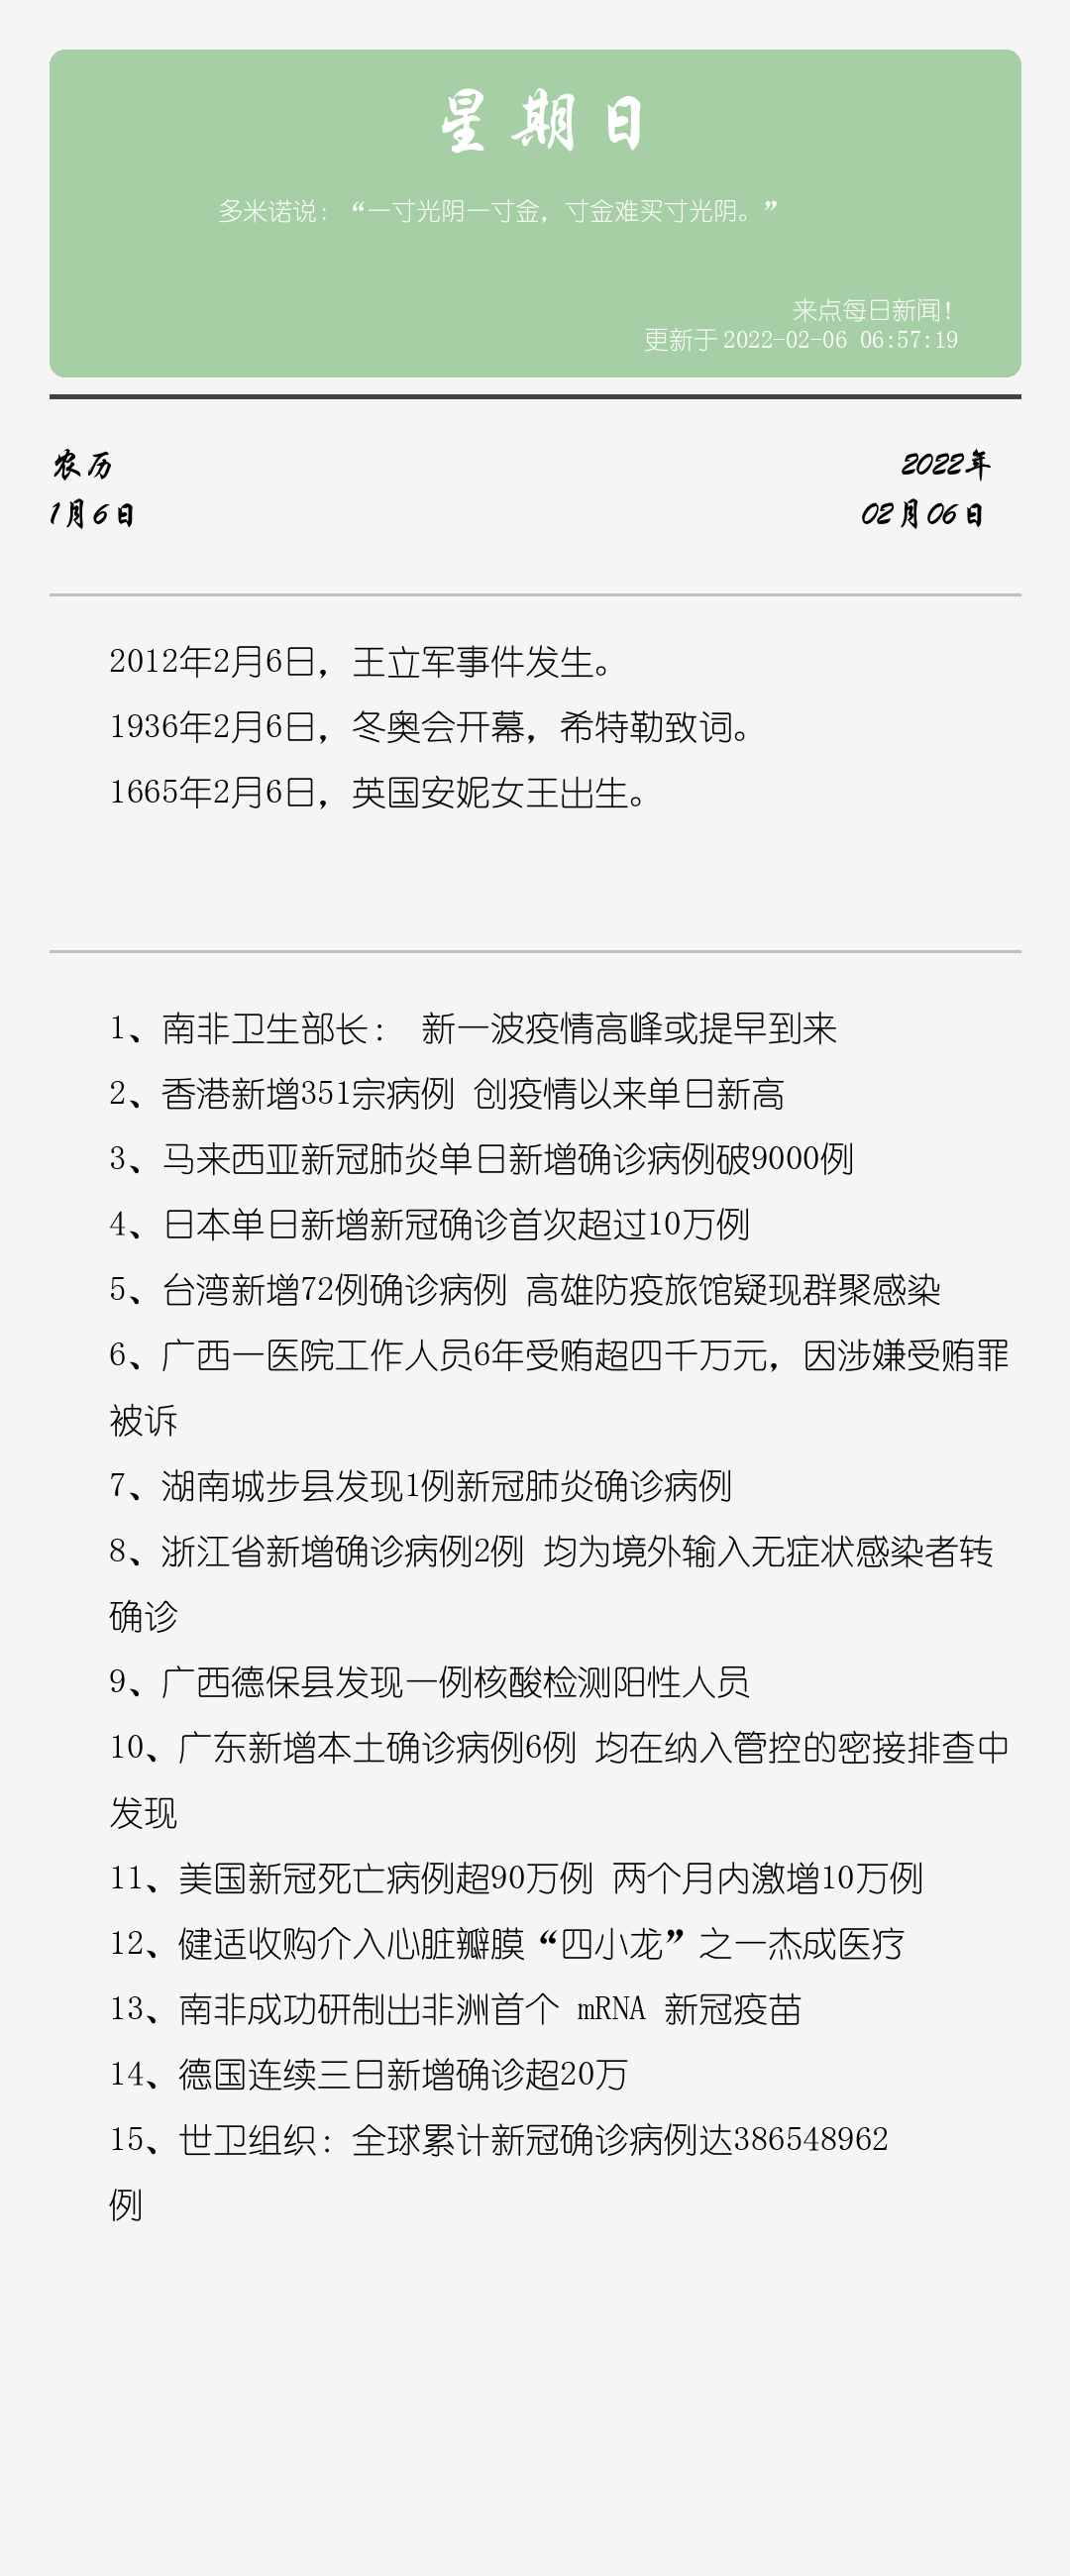 星期日
多米诺说：“一寸光阴一寸金，寸金难买寸光阴。”
来点每日新闻！
更新于 2022-02-06 06:57:19
农历
2022年
1月6日
02月06日
2012年2月6日，王立军事件发生。
1936年2月6日，冬奥会开幕，希特勒致词。
1665年2月6日，英国安妮女王出生。
1、南非卫生部长： 新一波疫情高峰或提早到来
2、香港新增351宗病例 创疫情以来单日新高
3、马来西亚新冠肺炎单日新增确诊病例破9000例
4、日本单日新增新冠确诊首次超过10万例
5、台湾新增72例确诊病例 高雄防疫旅馆疑现群聚感染
6、广西一医院工作人员6年受贿超四千万元，因涉嫌受贿罪
被诉
7、湖南城步县发现1例新冠肺炎确诊病例
8、浙江省新增确诊病例2例 均为境外输入无症状感染者转
确诊
9、广西德保县发现一例核酸检测阳性人员
10、广东新增本土确诊病例6例 均在纳入管控的密接排查中
发现
11、美国新冠死亡病例超90万例 两个月内激增10万例
12、健适收购介入心脏瓣膜“四小龙”之一杰成医疗
13、南非成功研制出非洲首个 mRNA 新冠疫苗
14、德国连续三日新增确诊超20万
15、世卫组织：全球累计新冠确诊病例达386548962
例